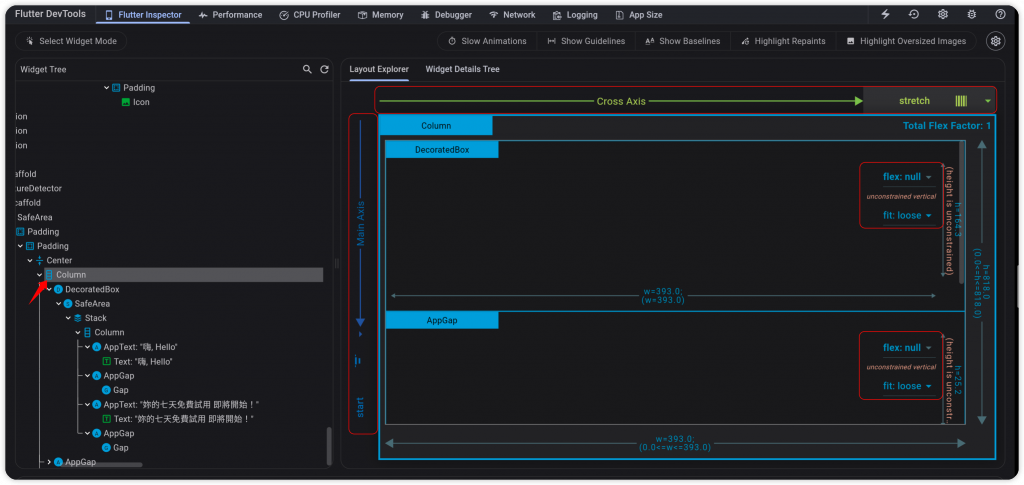 Flutter DevTools
Flutter Inspector
Performance
CPU Profiler
Memory
Debugger
Network
Logging
App Size
Select Widget Mode
Slow Animations
Show Guidelines
Show Baselines
Highlight Repaints
Highlight Oversized Images
Widget Tree
Padding
Icon
ion
ion
ion
affold
tureDetector
caffold
SafeArea
Padding
Padding
Center
Column
DecoratedBox
SafeArea
Stack
Column
AppText: "嗨, Hello"
Text: "嗨, Hello"
AppGap
Gap
AppText: "妳的七天免費試用 即將開始！"
Text: "妳的七天免費試用 即將開始！"
AppGap
Gap
AppGap
Layout Explorer
Widget Details Tree
Cross Axis
stretch
Main Axis
start
Column
Total Flex Factor: 1
DecoratedBox
flex: null
unconstrained vertical
fit: loose
h=164.3
(height is unconstrained)
w=393.0;
(w=393.0)
AppGap
flex: null
unconstrained vertical
fit: loose
h=25.2
(height is unconstr.
h=818.0
(0.0<=h<=818.0)
w=393.0;
(0.0<=w<=393.0)